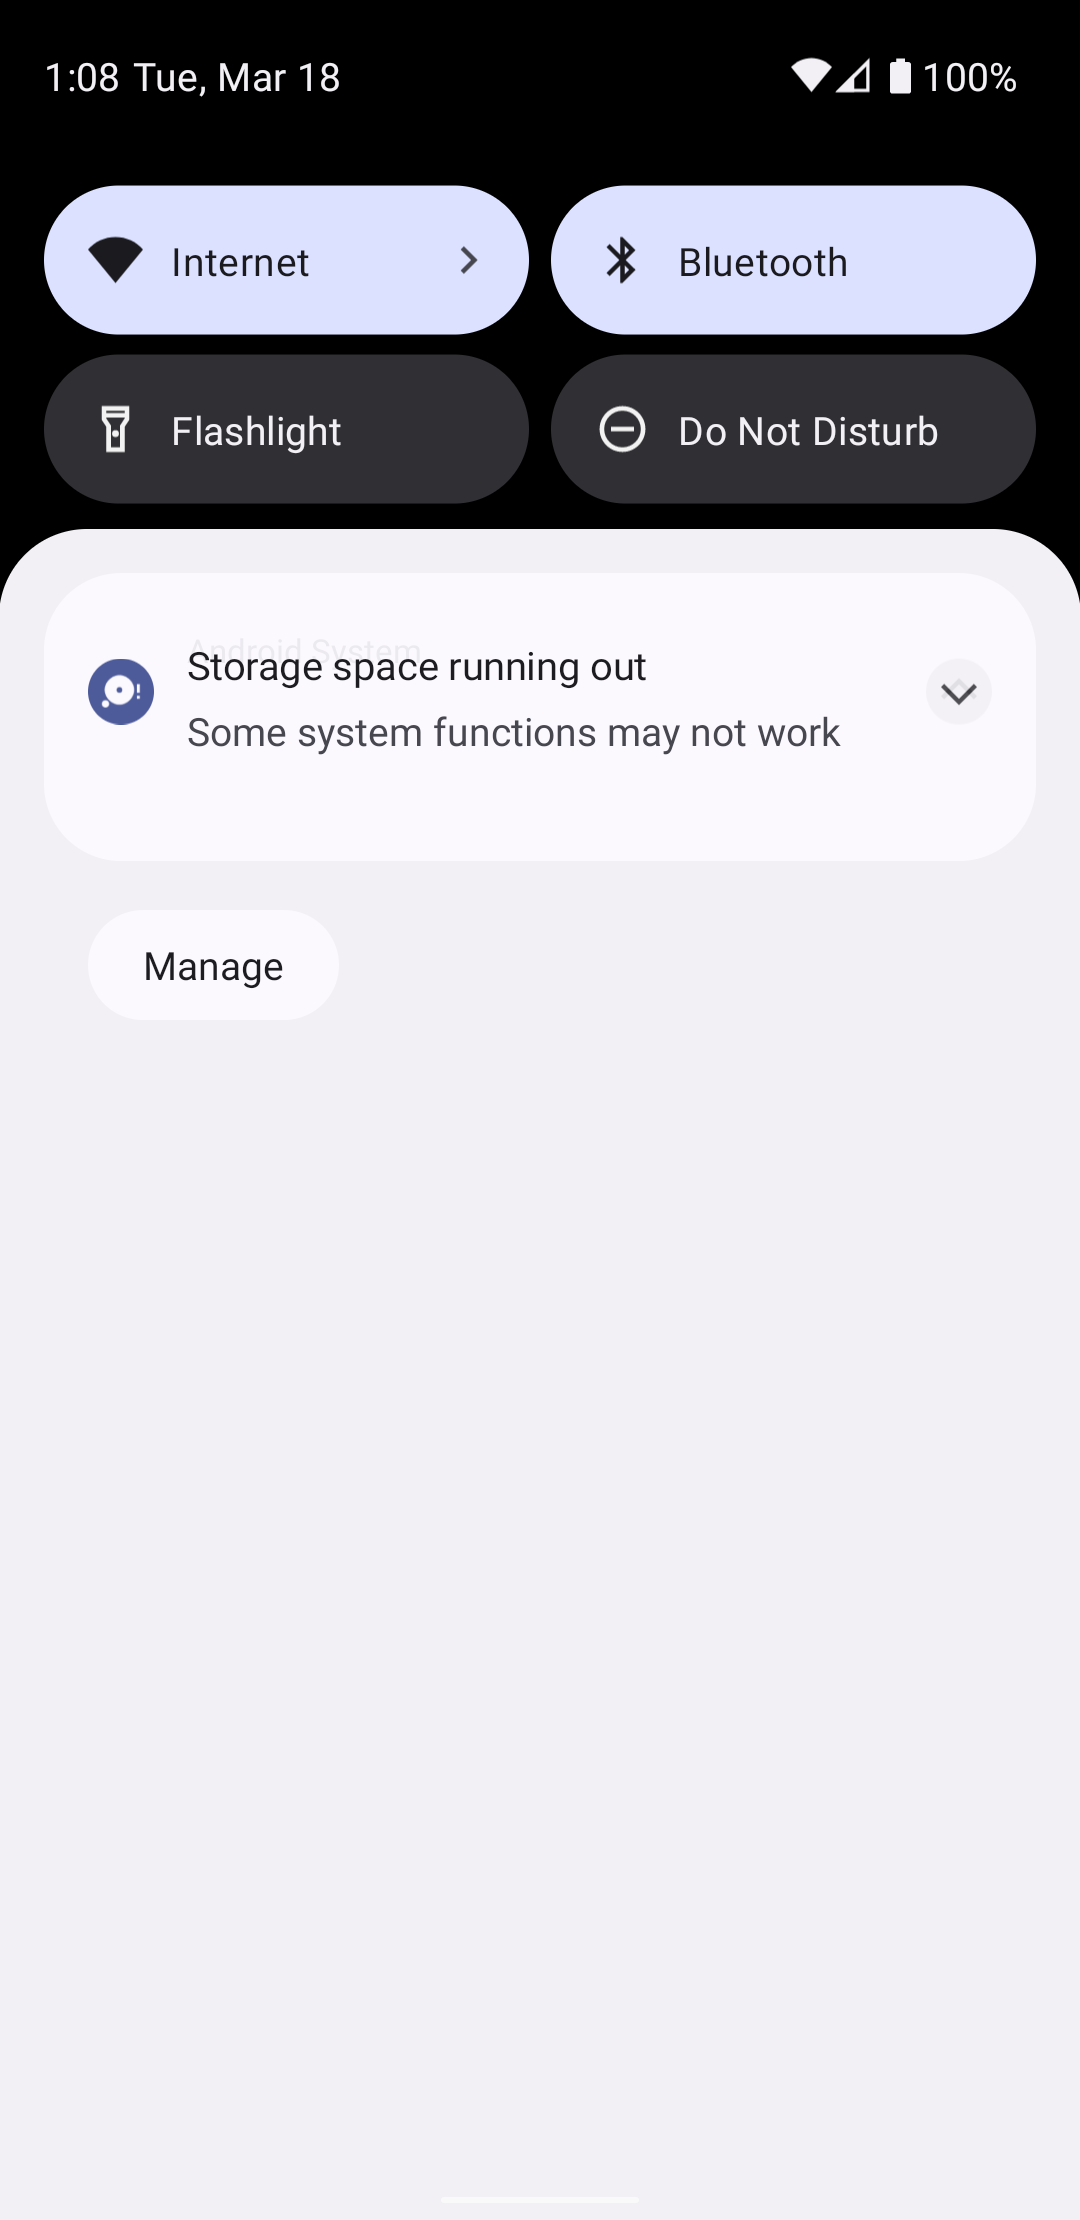 1:08 Tue, Mar 18
100%
Internet
Bluetooth
Flashlight
Do Not Disturb
Android System
Storage space running out
Some system functions may not work
Manage